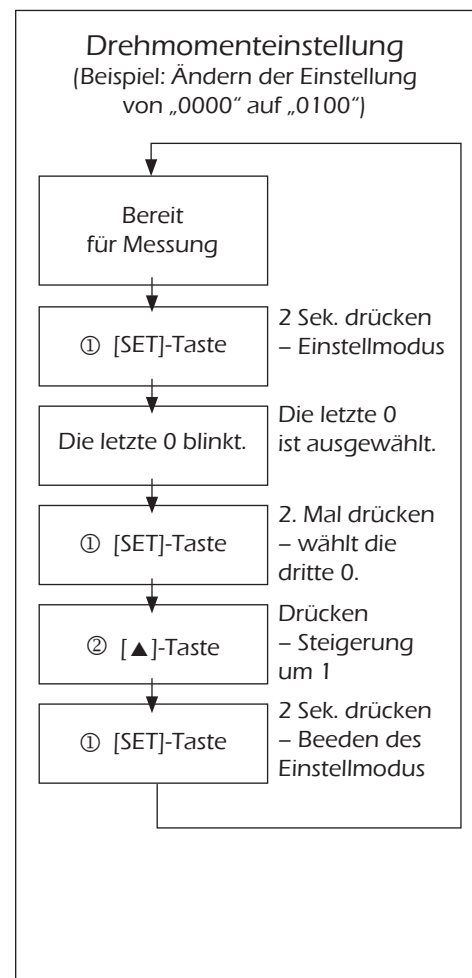 Drehmomenteinstellung
(Beispiel: Ändern der Einstellung
von „0000“ auf „0100“)
Bereit
für Messung
① [SET]-Taste
2 Sek. drücken
– Einstellmodus
Die letzte 0 blinkt.
Die letzte 0
ist ausgewählt.
① [SET]-Taste
2. Mal drücken
– wählt die
dritte 0.
② [▲]-Taste
Drücken
– Steigerung
um 1
① [SET]-Taste
2 Sek. drücken
– Beeden des
Einstellmodus